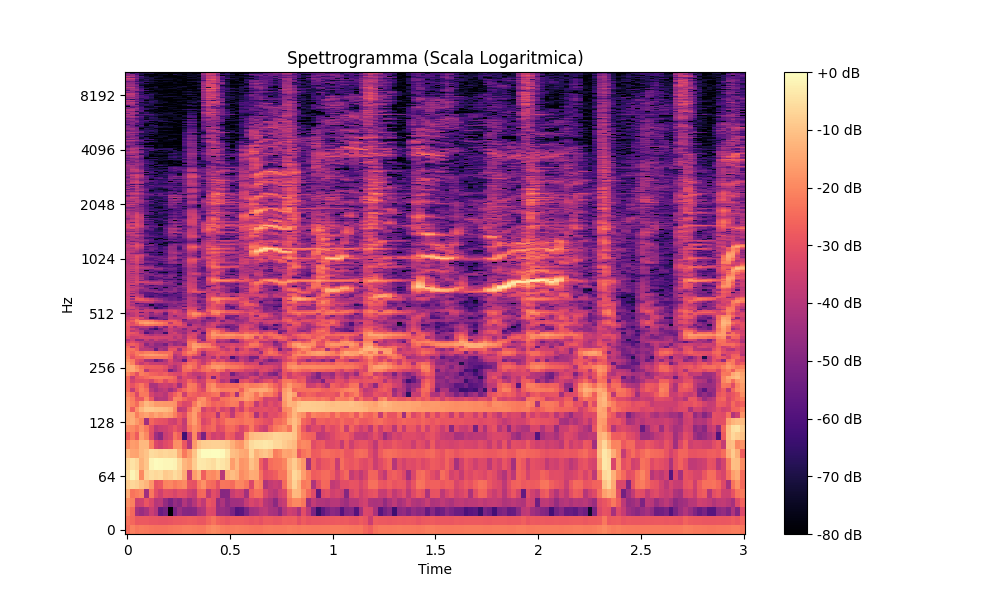 Spettrogramma (Scala Logaritmica)
Hz
8192
4096
2048
1024
512
256
128
64
0
0 0.5 1 1.5 2 2.5 3
Time
+0 dB
-10 dB
-20 dB
-30 dB
-40 dB
-50 dB
-60 dB
-70 dB
-80 dB